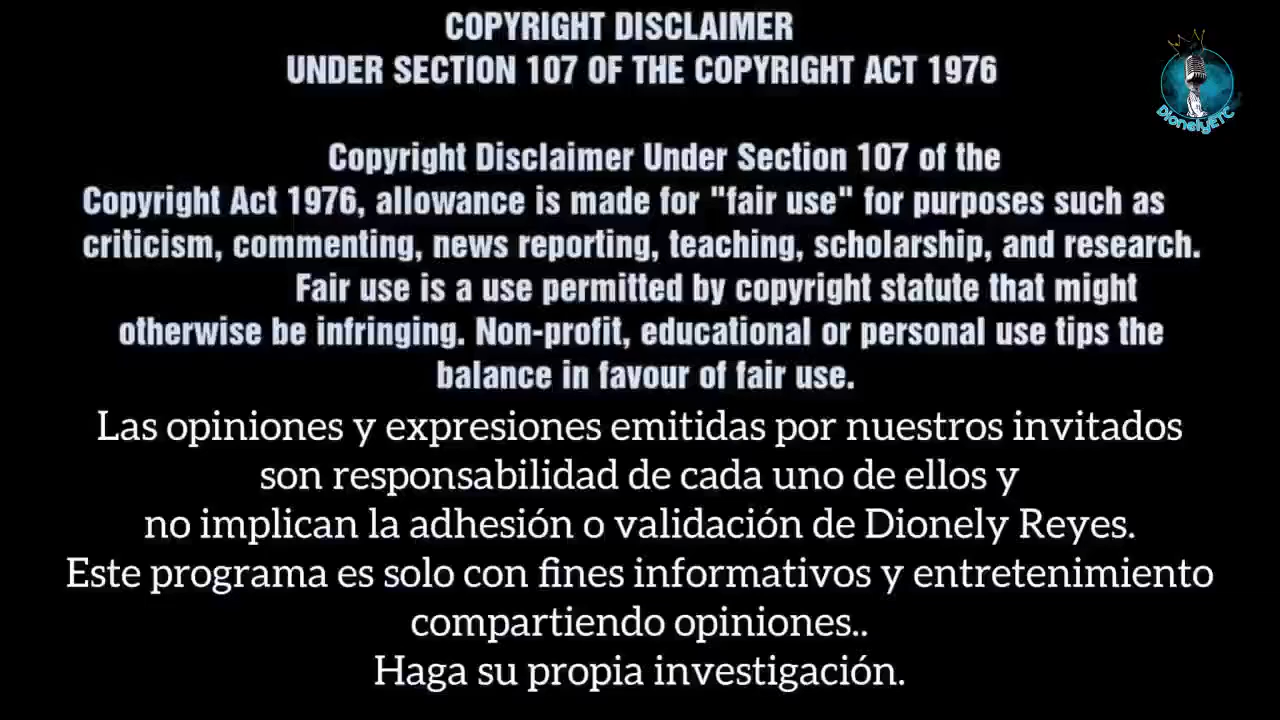 COPYRIGHT DISCLAIMER
UNDER SECTION 107 OF THE COPYRIGHT ACT 1976
DionelyETC
Copyright Disclaimer Under Section 107 of the
Copyright Act 1976, allowance is made for "fair use" for purposes such as
criticism, commenting, news reporting, teaching, scholarship, and research.
Fair use is a use permitted by copyright statute that might
otherwise be infringing. Non-profit, educational or personal use tips the
balance in favour of fair use.
Las opiniones y expresiones emitidas por nuestros invitados
son responsabilidad de cada uno de ellos y
no implican la adhesión o validación de Dionely Reyes.
Este programa es solo con fines informativos y entretenimiento
compartiendo opiniones..
Haga su propia investigación.